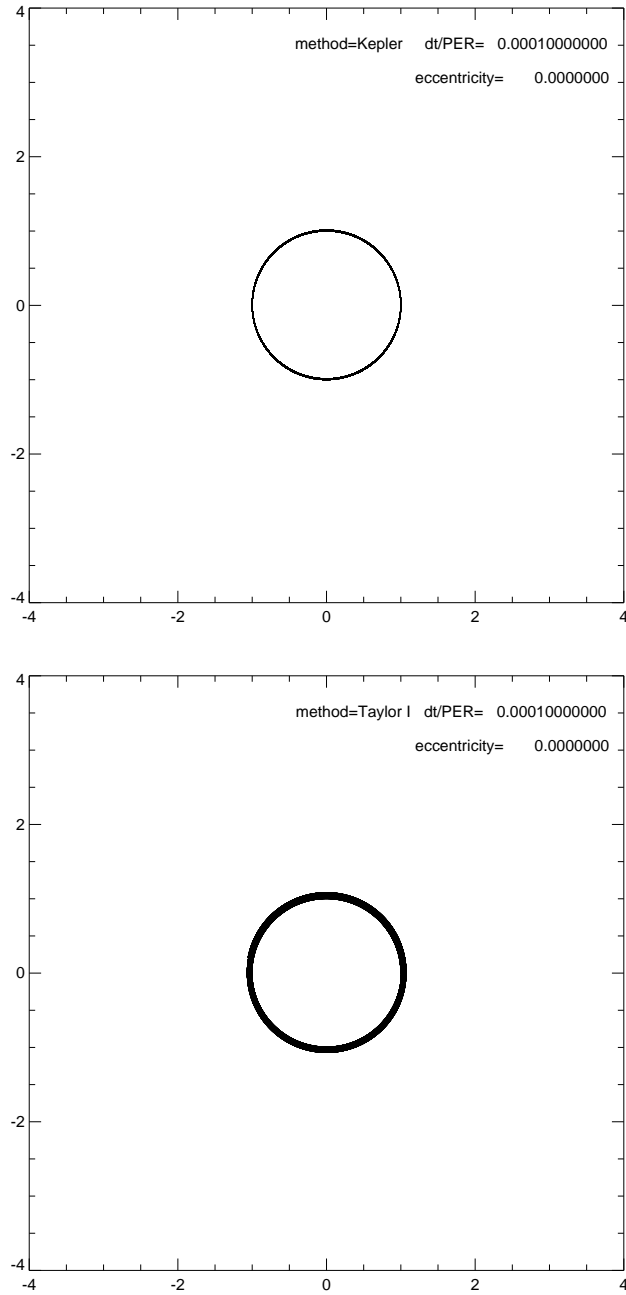 4
method=Kepler dt/PER= 0.00010000000
eccentricity= 0.0000000
2
0
-2
-4
-4 -2 0 2 4
4
method=Taylor I dt/PER= 0.00010000000
eccentricity= 0.0000000
2
0
-2
-4
-4 -2 0 2 4